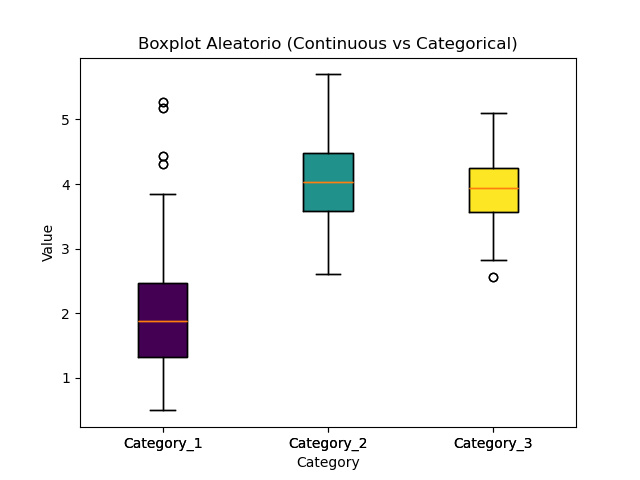 Boxplot Aleatorio (Continuous vs Categorical)
Value
5
4
3
2
1
Category_1 Category_2 Category_3
Category